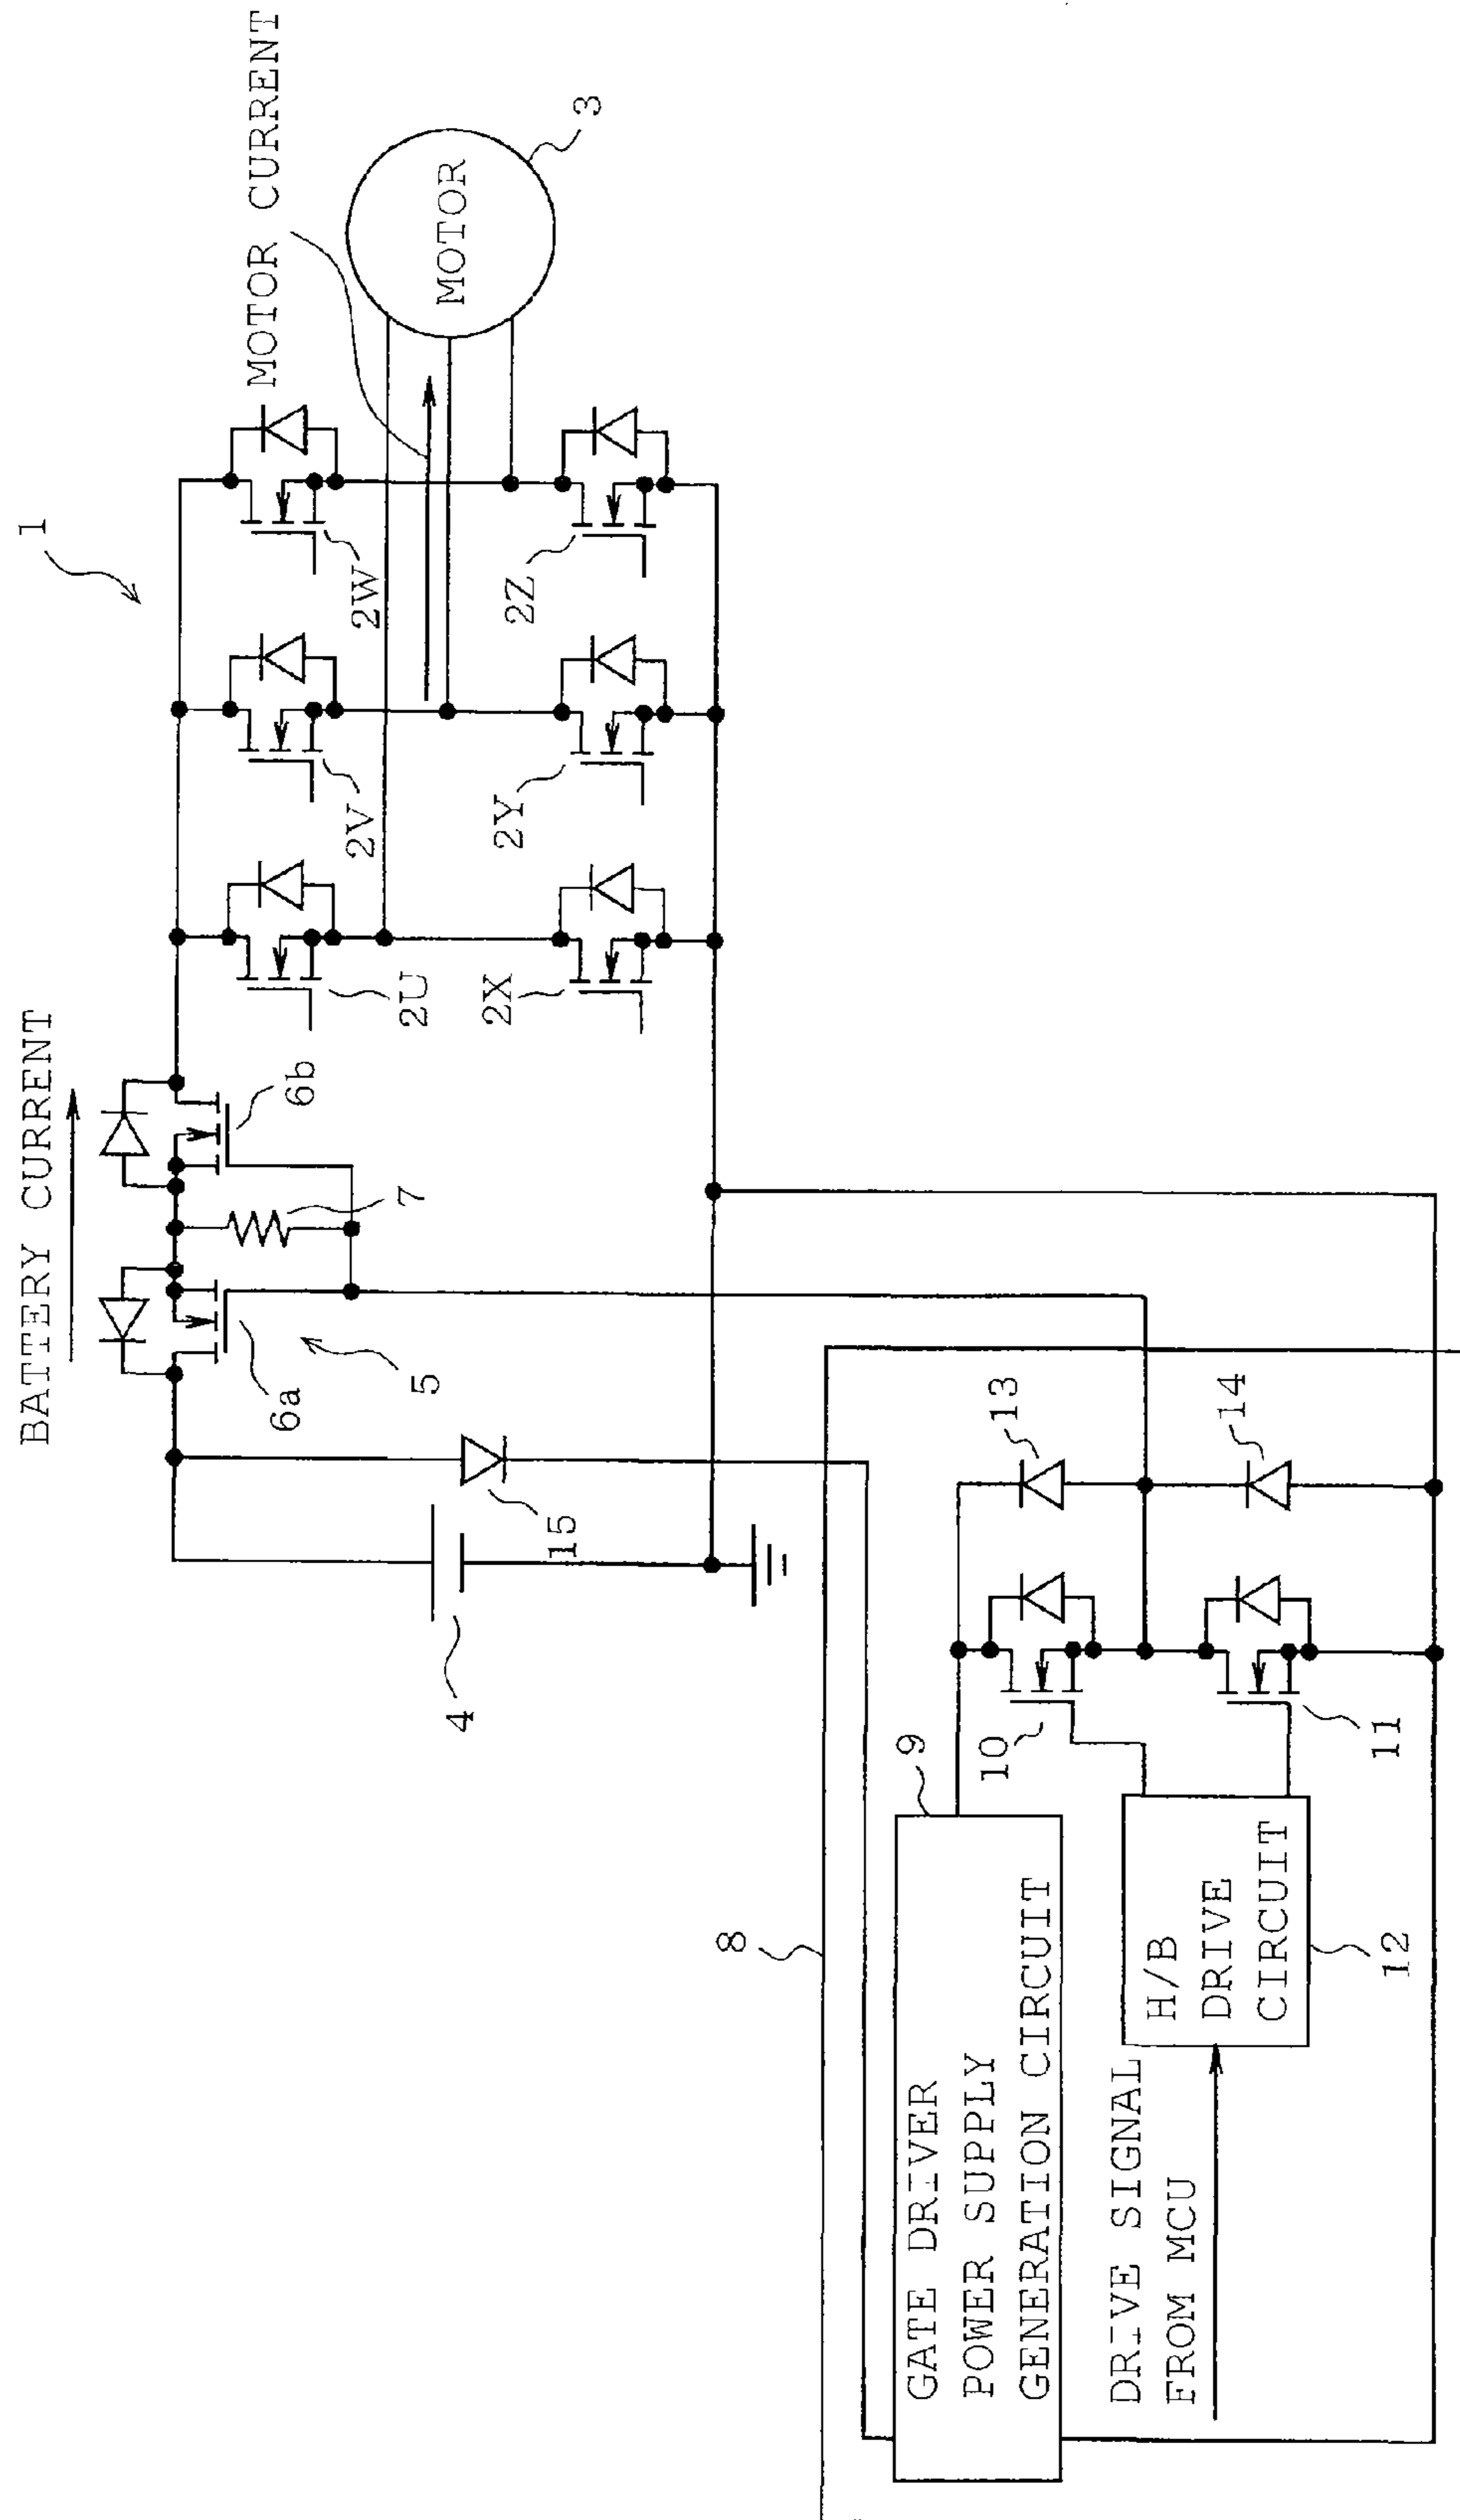 1
BATTERY CURRENT
MOTOR CURRENT
MOTOR
3
2U
2V
2W
2X
2Y
2Z
6a
6b
7
5
4
15
8
9
GATE DRIVER
POWER SUPPLY
GENERATION CIRCUIT
10
13
14
11
DRIVE SIGNAL
FROM MCU
H/B
DRIVE
CIRCUIT
12